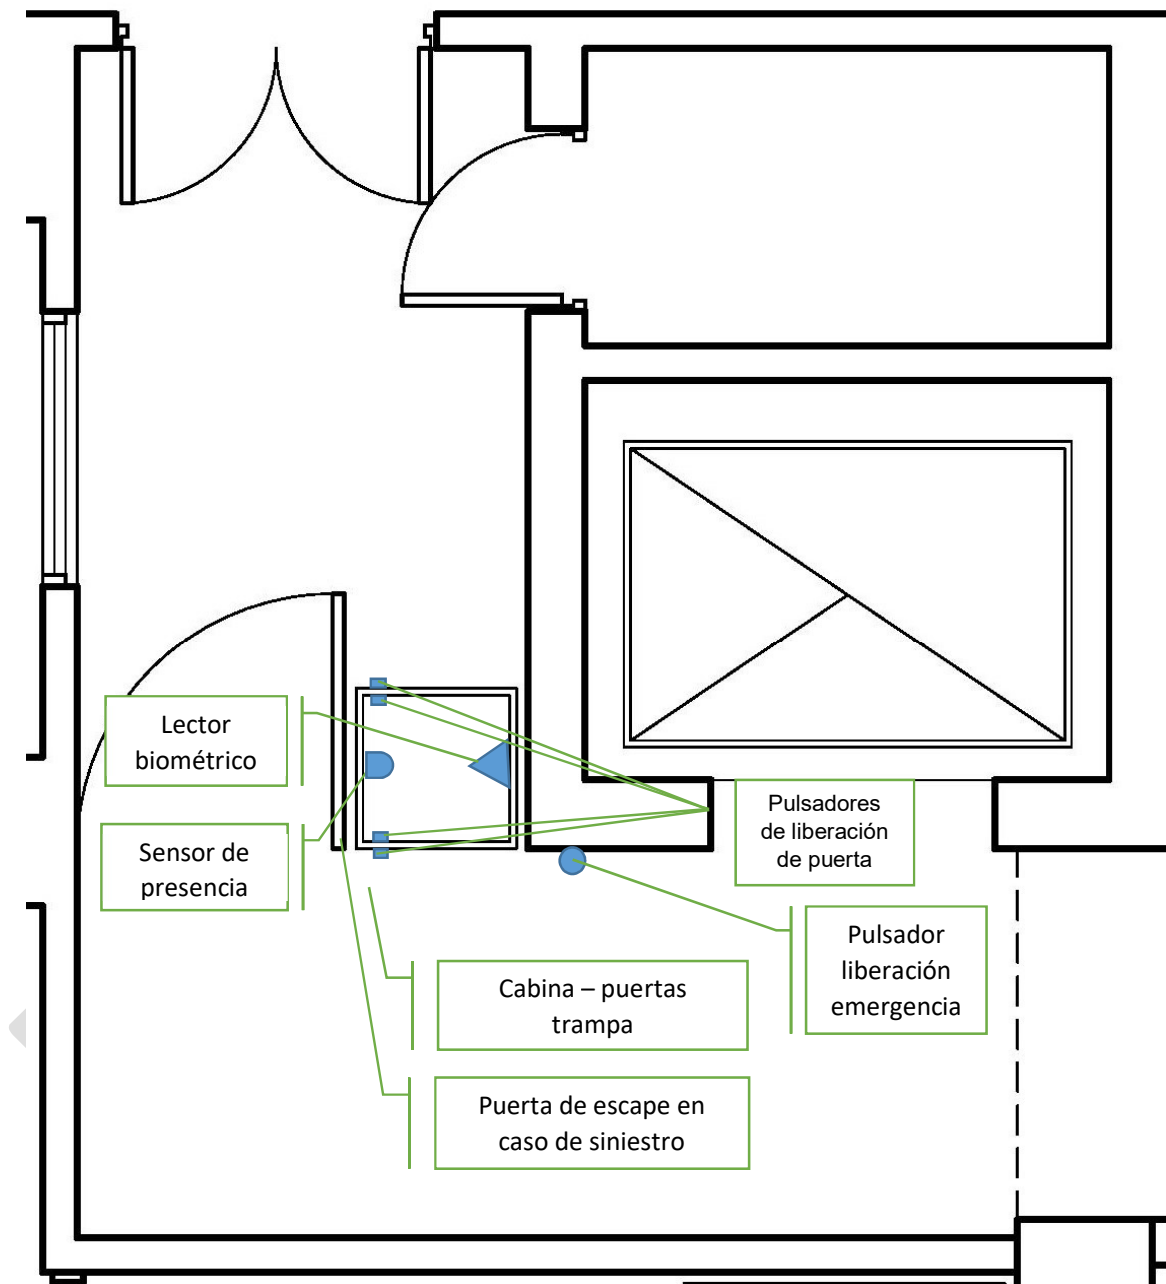 Lector
biométrico
Sensor de
presencia
Pulsadores
de liberación
de puerta
Pulsador
liberación
emergencia
Cabina – puertas
trampa
Puerta de escape en
caso de siniestro